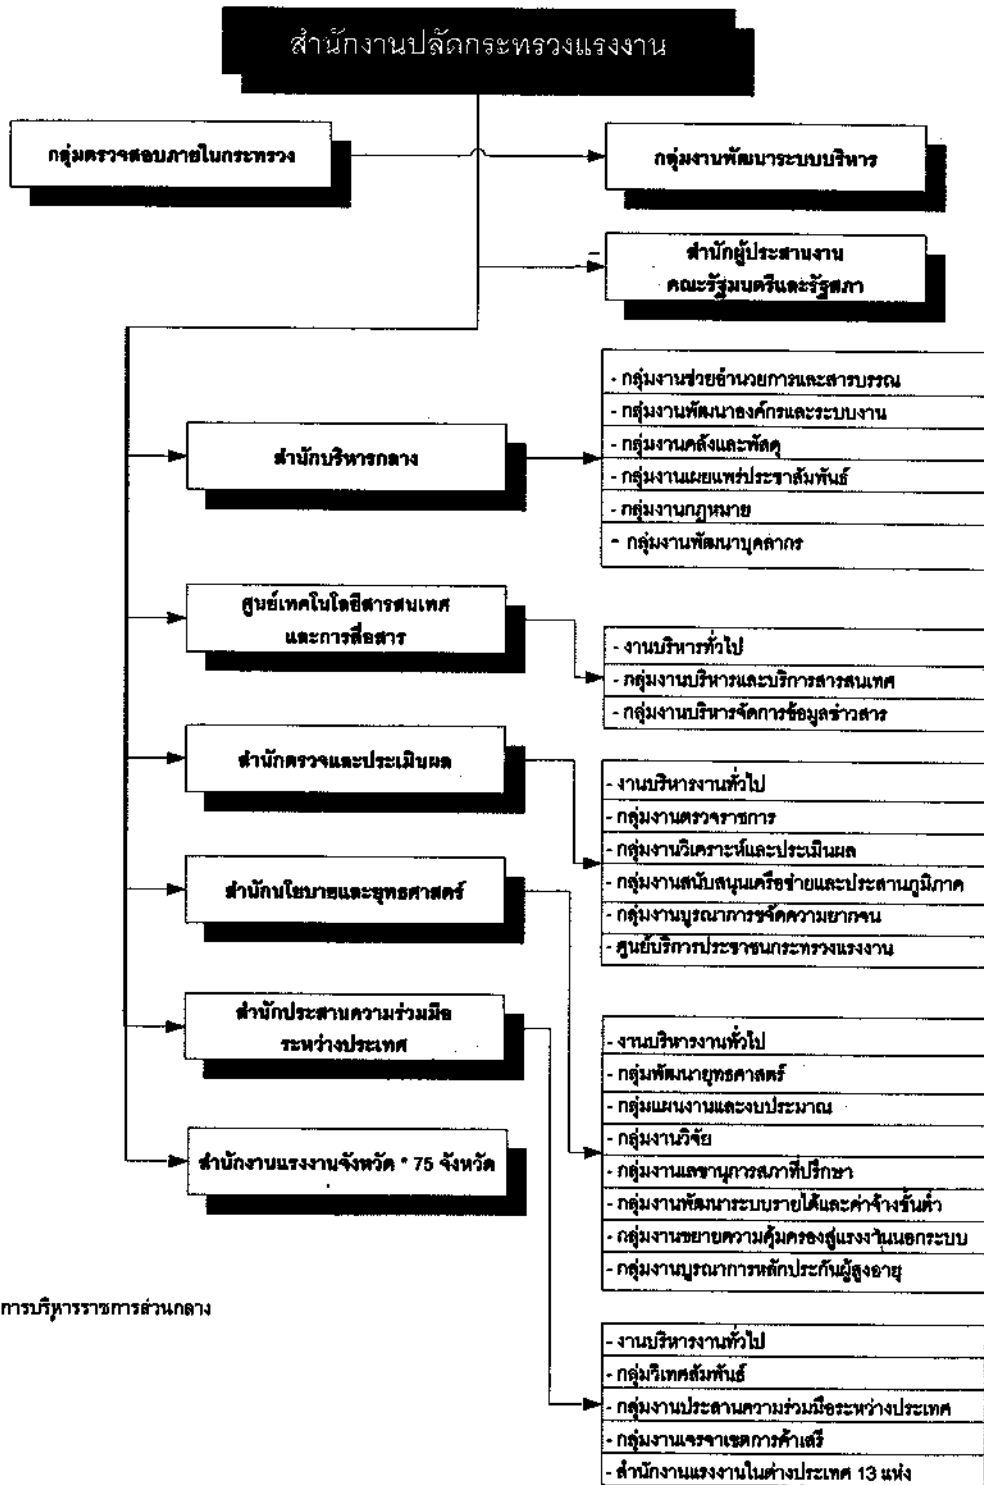 สำนักงานปลัดกระทรวงแรงงาน
กลุ่มตรวจสอบภายในกระทรวง
กลุ่มงานพัฒนาระบบบริหาร
สำนักผู้ประสานงาน
คณะรัฐมนตรีและรัฐสภา
สำนักบริหารกลาง
- กลุ่มงานช่วยอำนวยการและสารบรรณ
- กลุ่มงานพัฒนาองค์กรและระบบงาน
- กลุ่มงานคลังและพัสดุ
- กลุ่มงานเผยแพร่ประชาสัมพันธ์
- กลุ่มงานกฎหมาย
- กลุ่มงานพัฒนาบุคลากร
ศูนย์เทคโนโลยีสารสนเทศ
และการสื่อสาร
- งานบริหารทั่วไป
- กลุ่มงานบริหารและบริการสารสนเทศ
- กลุ่มงานบริหารจัดการข้อมูลข่าวสาร
สำนักตรวจและประเมินผล
- งานบริหารงานทั่วไป
- กลุ่มงานตรวจราชการ
- กลุ่มงานวิเคราะห์และประเมินผล
- กลุ่มงานสนับสนุนเครือข่ายและประสานภูมิภาค
- กลุ่มงานบูรณาการขจัดความยากจน
- ศูนย์บริการประชาชนกระทรวงแรงงาน
สำนักนโยบายและยุทธศาสตร์
- งานบริหารงานทั่วไป
- กลุ่มพัฒนายุทธศาสตร์
- กลุ่มแผนงานและงบประมาณ
- กลุ่มงานวิจัย
- กลุ่มงานเลขานุการสภาที่ปรึกษา
- กลุ่มงานพัฒนาระบบรายได้และค่าจ้างขั้นต่ำ
- กลุ่มงานขยายความคุ้มครองสู่แรงงานนอกระบบ
- กลุ่มงานบูรณาการหลักประกันผู้สูงอายุ
สำนักประสานความร่วมมือ
ระหว่างประเทศ
- งานบริหารงานทั่วไป
- กลุ่มวิเทศสัมพันธ์
- กลุ่มงานประสานความร่วมมือระหว่างประเทศ
- กลุ่มงานเจรจาเขตการค้าเสรี
- สำนักงานแรงงานในต่างประเทศ 13 แห่ง
สำนักงานแรงงานจังหวัด * 75 จังหวัด
การบริหารราชการส่วนกลาง